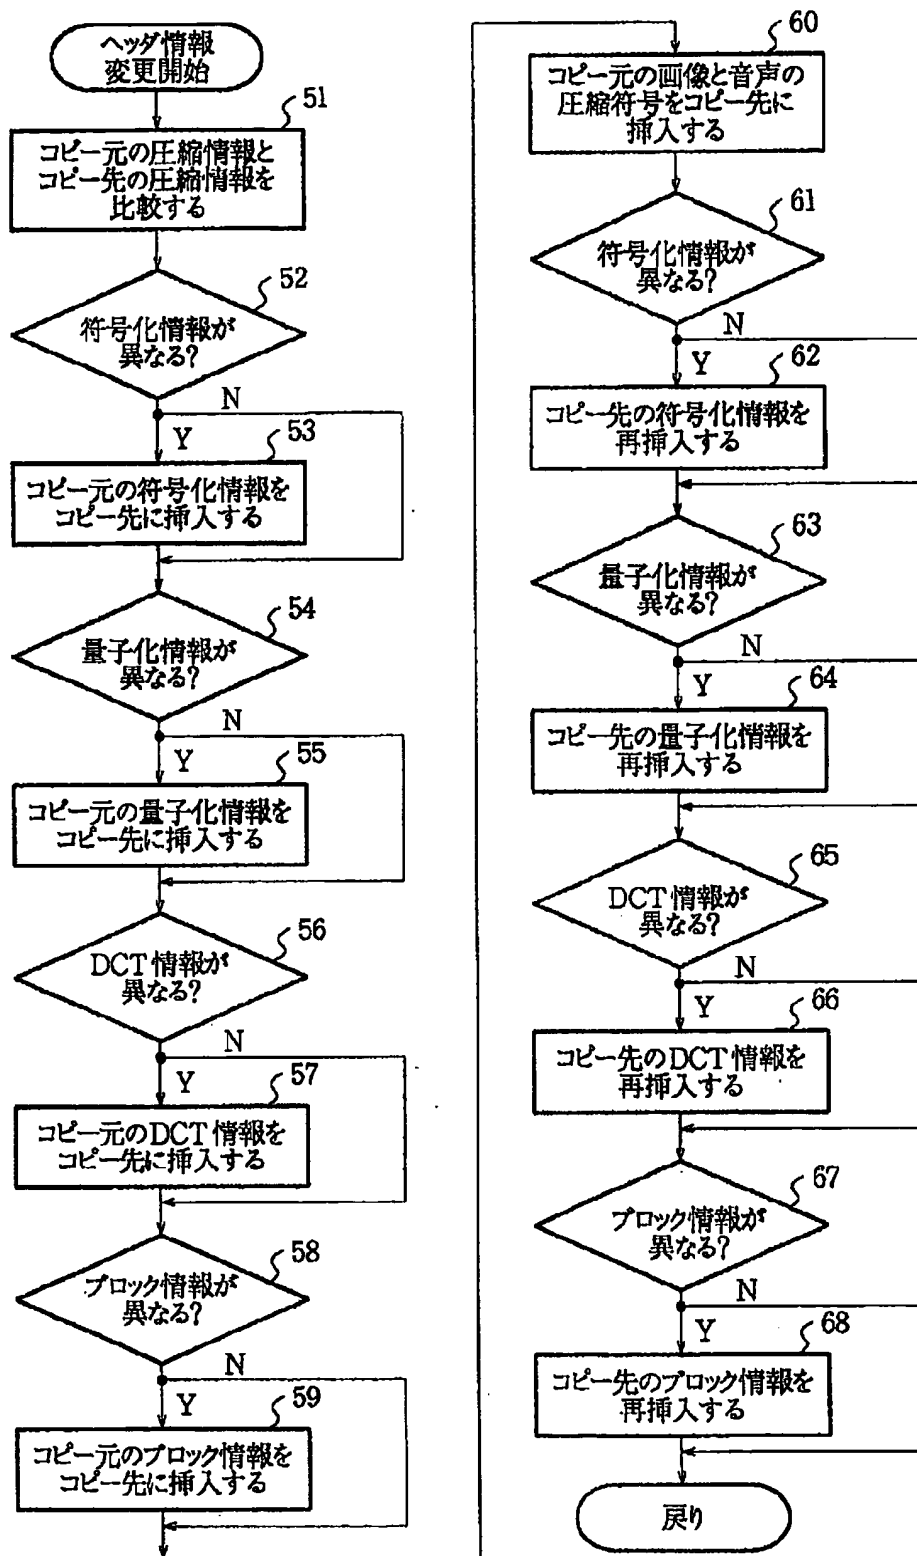 ヘッダ情報
変更開始
51
コピー元の圧縮情報と
コピー先の圧縮情報を
比較する
52
符号化情報が
異なる?
N
Y
53
コピー元の符号化情報を
コピー先に挿入する
54
量子化情報が
異なる?
N
Y
55
コピー元の量子化情報を
コピー先に挿入する
56
DCT情報が
異なる?
N
Y
57
コピー元のDCT情報を
コピー先に挿入する
58
ブロック情報が
異なる?
N
Y
59
コピー元のブロック情報を
コピー先に挿入する
60
コピー元の画像と音声の
圧縮符号をコピー先に
挿入する
61
符号化情報が
異なる?
N
Y
62
コピー先の符号化情報を
再挿入する
63
量子化情報が
異なる?
N
Y
64
コピー先の量子化情報を
再挿入する
65
DCT情報が
異なる?
N
Y
66
コピー先のDCT情報を
再挿入する
67
ブロック情報が
異なる?
N
Y
68
コピー先のブロック情報を
再挿入する
戻り